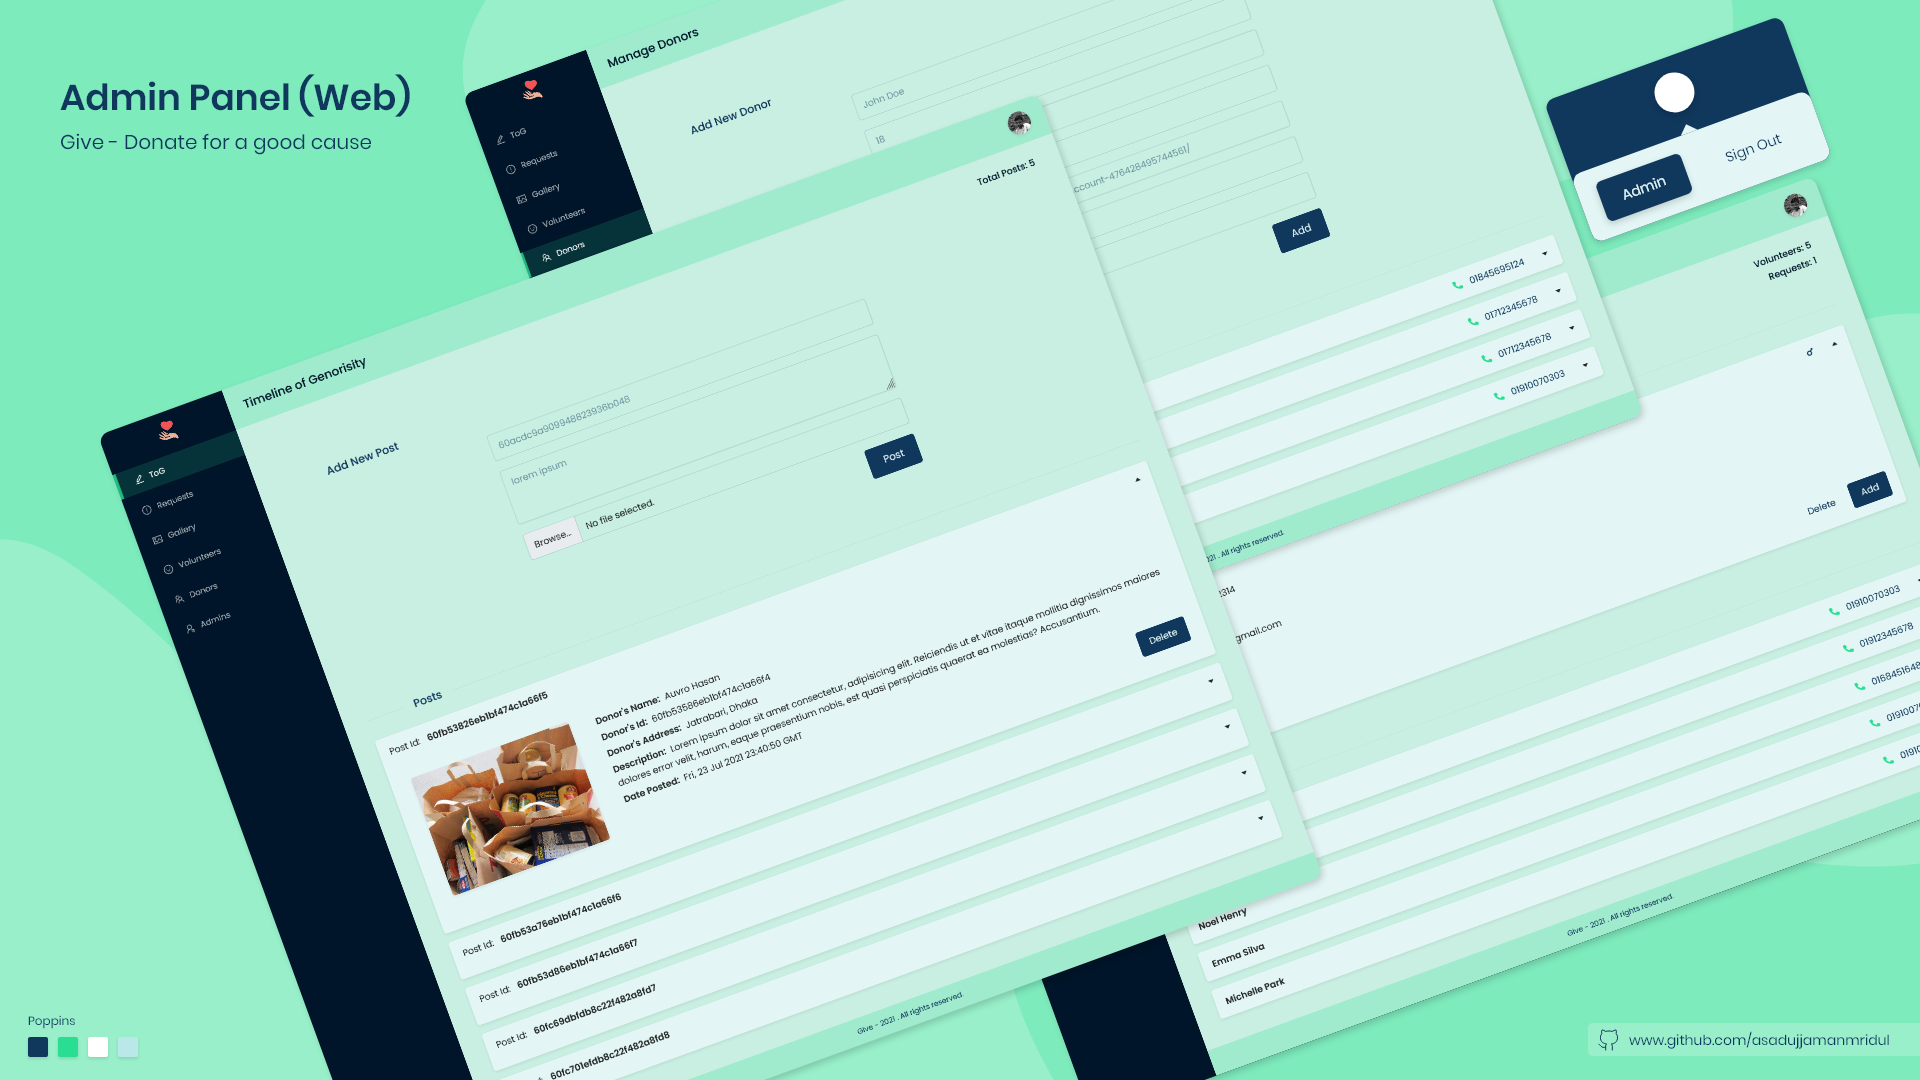 Admin Panel (Web)
Give - Donate for a good cause
Manage Donors
ToG
Requests
Gallery
Volunteers
Donors
Add New Donor
John Doe
18
ccount-476428495744561/
Add
01845695124
01712345678
01712345678
01910070303
2021 . All rights reserved.
Sign Out
Admin
Volunteers: 5
Requests: 1
Delete
Add
2314
gmail.com
01910070303
01912345678
0168451648
0191007
0191
Noel Henry
Emma Silva
Michelle Park
Give - 2021 . All rights reserved.
Timeline of Genorisity
Total Posts: 5
ToG
Requests
Gallery
Volunteers
Donors
Admins
Add New Post
60acdc9a909948823936b046
lorem ipsum
Browse... No file selected.
Post
Posts
Post Id: 60fb53826eb1bf474c1a66f5
Donor's Name: Auvro Hasan
Donor's Id: 60fb53586eb1bf474c1a66f4
Donor's Address: Jatrabari, Dhaka
Description: Lorem ipsum dolor sit amet consectetur, adipisicing elit. Reiciendis ut et vitae itaque mollitia dignissimos maiores
dolores error velit, harum, eaque praesentium nobis, est quasi perspiciatis quaerat ea molestias? Accusantium.
Date Posted: Fri, 23 Jul 2021 23:40:50 GMT
Delete
Post Id: 60fb53a76eb1bf474c1a66f6
Post Id: 60fb53d86eb1bf474c1a66f7
Post Id: 60fc69dbfdb8c22f482a8fd7
60fc701efdb8c22f482a8fd8
Give - 2021 . All rights reserved.
Poppins
www.github.com/asadujjamanmridul